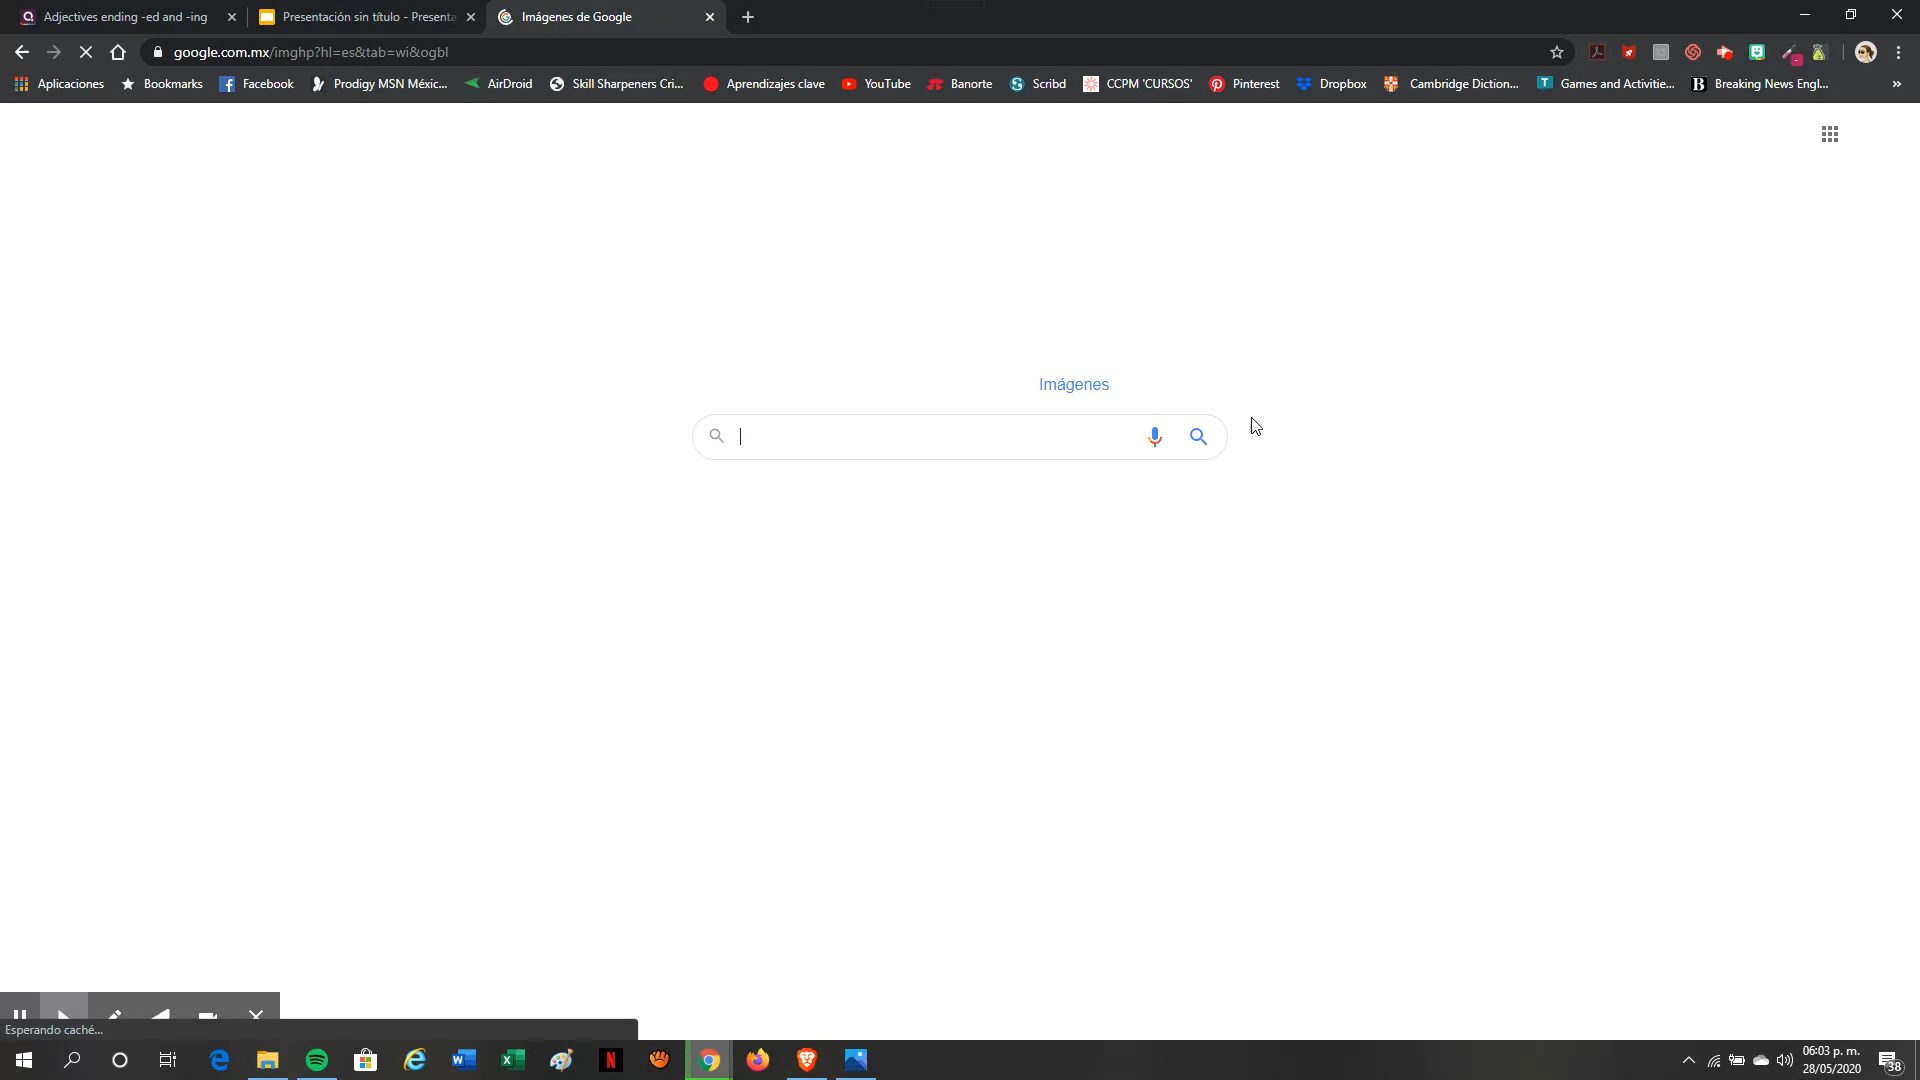 Adjectives ending -ed and -ing
Presentación sin título - Presenta
Imágenes de Google
google.com.mx/imghp?hl=es&tab=wi&ogbl
Aplicaciones
Bookmarks
Facebook
Prodigy MSN Méxic...
AirDroid
Skill Sharpeners Cri...
Aprendizajes clave
YouTube
Banorte
Scribd
CCPM 'CURSOS'
Pinterest
Dropbox
Cambridge Diction...
Games and Activitie...
Breaking News Engl...
»
Imágenes
Esperando caché...
06:03 p. m.
28/05/2020
38